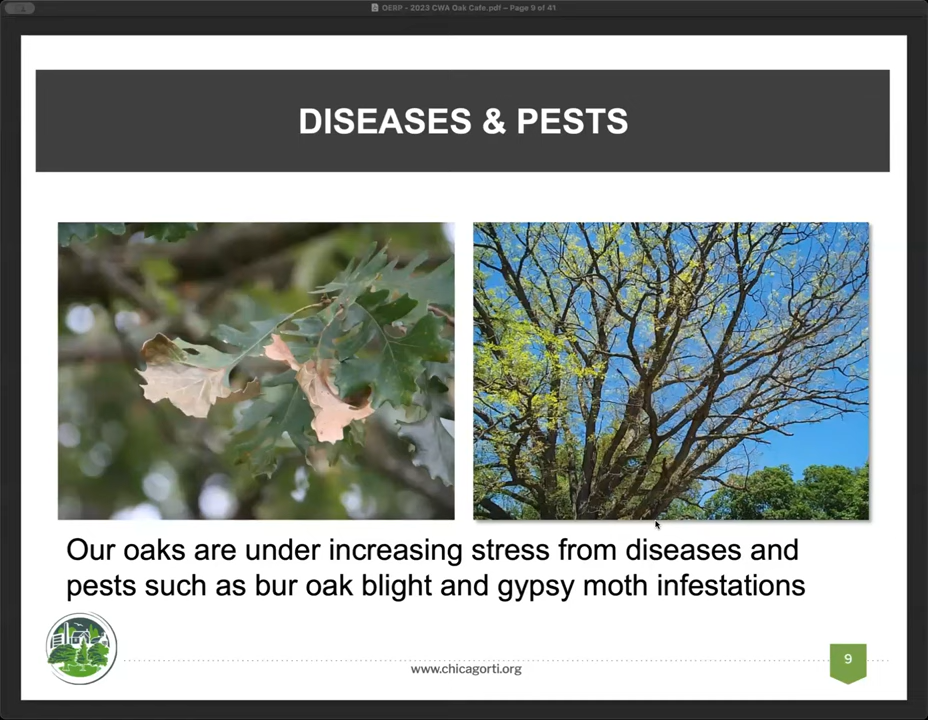 OERP - 2023 CWA Oak Cafe.pdf – Page 9 of 41
DISEASES & PESTS
Our oaks are under increasing stress from diseases and
pests such as bur oak blight and gypsy moth infestations
www.chicagorti.org
9